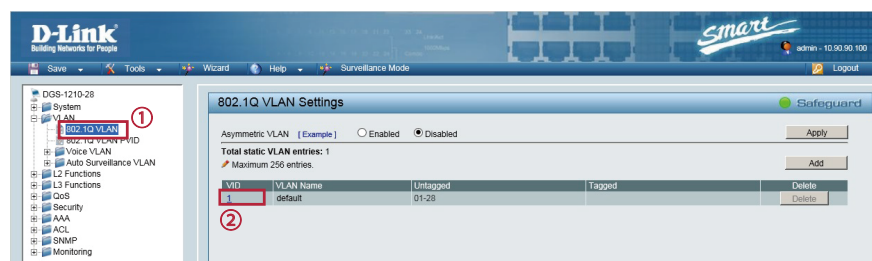 D-Link
Building Networks for People
smart
admin - 10.90.90.100
Save Tools Wizard Help Surveillance Mode Logout
DGS-1210-28
System
VLAN
802.1Q VLAN
802.1Q VLAN PVID
Voice VLAN
Auto Surveillance VLAN
L2 Functions
L3 Functions
QoS
Security
AAA
ACL
SNMP
Monitoring
①
802.1Q VLAN Settings Safeguard
Asymmetric VLAN [ Example ] Enabled Disabled Apply
Total static VLAN entries: 1
Maximum 256 entries. Add
VID VLAN Name Untagged Tagged Delete
1 default 01-28 Delete
②